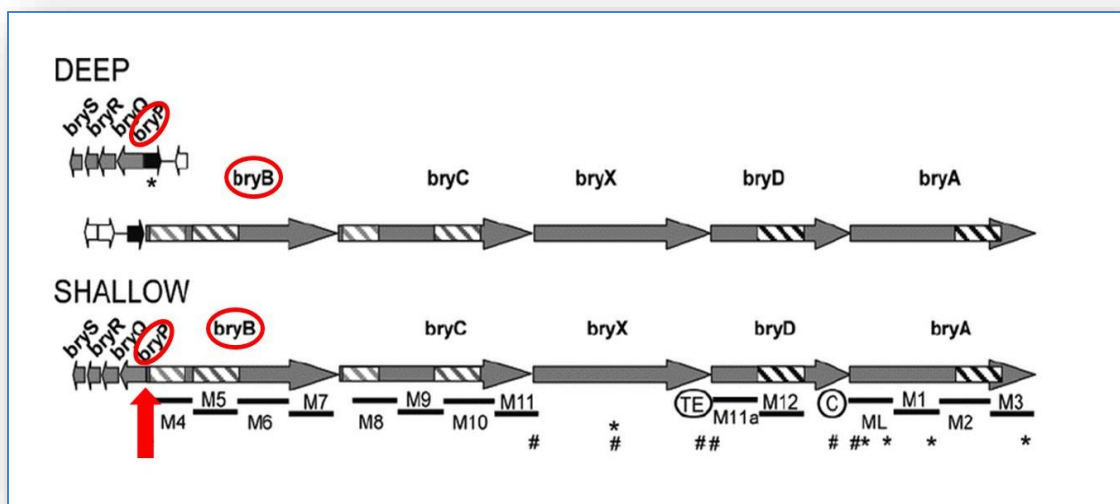 DEEP
bryS bryR bryQ bryP
*
bryB bryC bryX bryD bryA
SHALLOW
bryS bryR bryQ bryP
bryB bryC bryX bryD bryA
M4 M5 M6 M7 M8 M9 M10 M11 TE M11a M12 C ML M1 M2 M3
*
# # ## # #* * * *